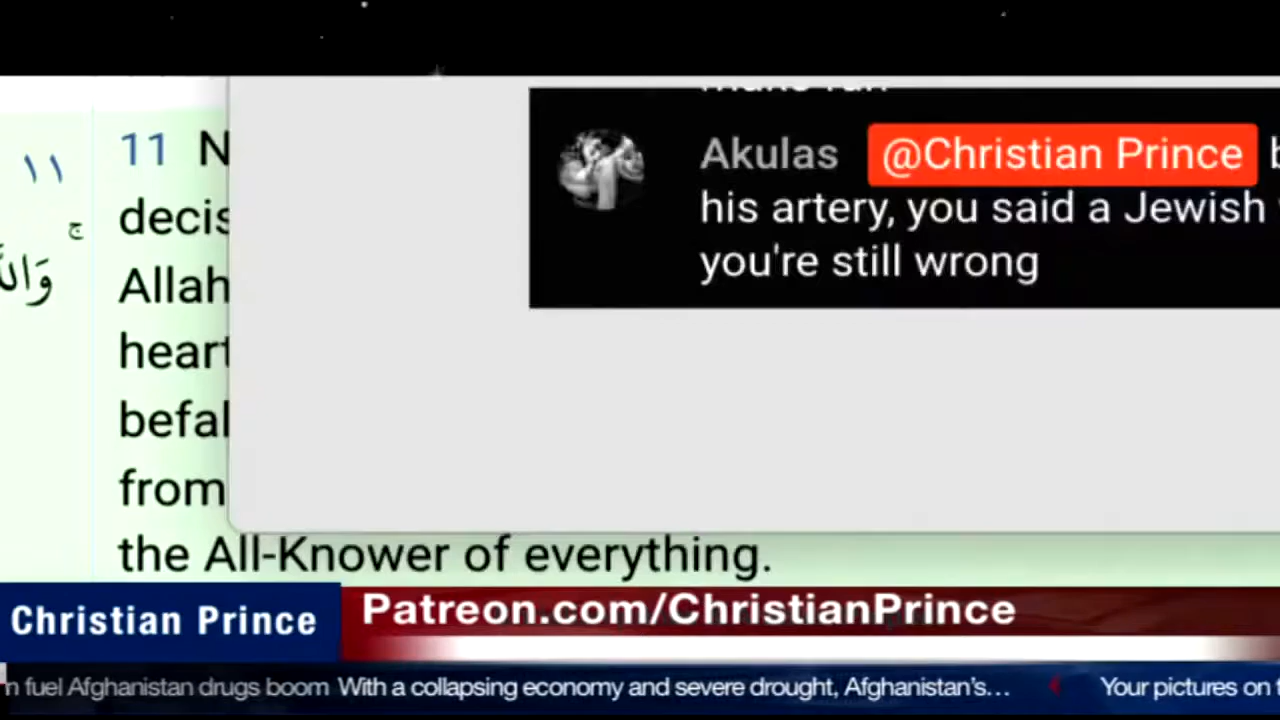 ١١
ج
11 N
decis
Allah
heart
befal
from
the All-Knower of everything.
Akulas @Christian Prince b
his artery, you said a Jewish
you're still wrong
Christian Prince
Patreon.com/ChristianPrince
n fuel Afghanistan drugs boom With a collapsing economy and severe drought, Afghanistan's... Your pictures on t